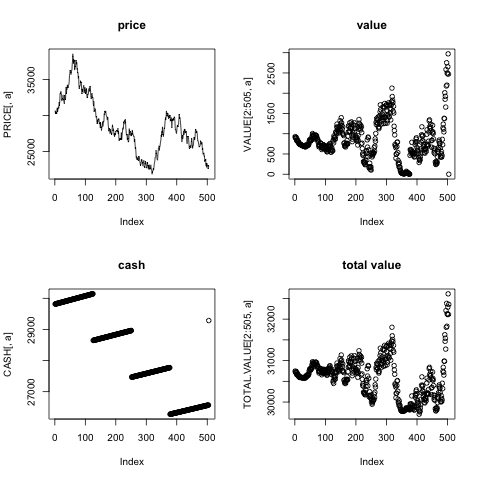 price
PRICE[, a]
25000 35000
0 100 200 300 400 500
Index
value
VALUE[2:505, a]
0 500 1500 2500
0 100 200 300 400 500
Index
cash
CASH[, a]
27000 29000
0 100 200 300 400 500
Index
total value
TOTAL.VALUE[2:505, a]
30000 31000 32000
0 100 200 300 400 500
Index